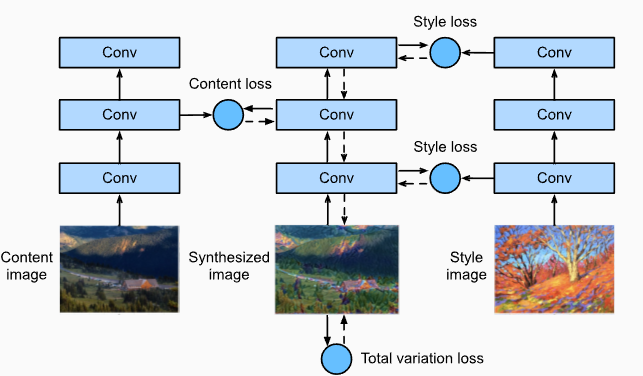 Style loss
Conv
Conv
Conv
Content loss
Conv
Conv
Conv
Style loss
Conv
Conv
Conv
Content
image
Synthesized
image
Style
image
Total variation loss